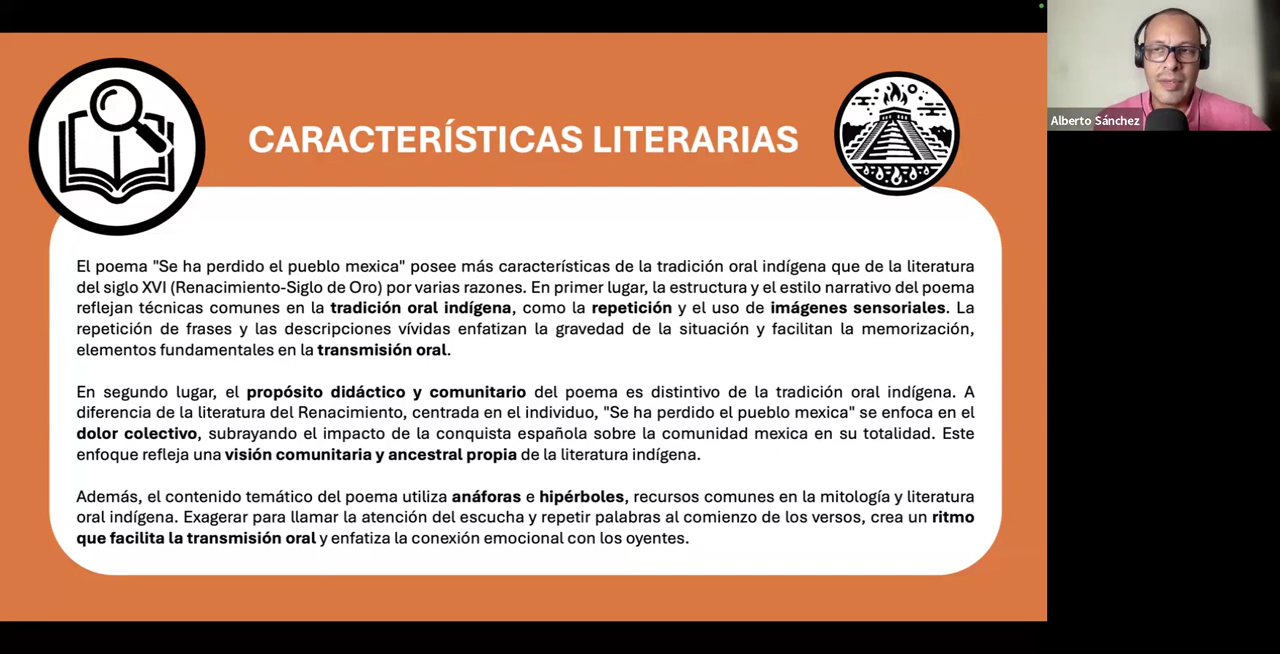 CARACTERÍSTICAS LITERARIAS
Alberto Sánchez
El poema "Se ha perdido el pueblo mexica" posee más características de la tradición oral indígena que de la literatura
del siglo XVI (Renacimiento-Siglo de Oro) por varias razones. En primer lugar, la estructura y el estilo narrativo del poema
reflejan técnicas comunes en la tradición oral indígena, como la repetición y el uso de imágenes sensoriales. La
repetición de frases y las descripciones vívidas enfatizan la gravedad de la situación y facilitan la memorización,
elementos fundamentales en la transmisión oral.
En segundo lugar, el propósito didáctico y comunitario del poema es distintivo de la tradición oral indígena. A
diferencia de la literatura del Renacimiento, centrada en el individuo, "Se ha perdido el pueblo mexica" se enfoca en el
dolor colectivo, subrayando el impacto de la conquista española sobre la comunidad mexica en su totalidad. Este
enfoque refleja una visión comunitaria y ancestral propia de la literatura indígena.
Además, el contenido temático del poema utiliza anáforas e hipérboles, recursos comunes en la mitología y literatura
oral indígena. Exagerar para llamar la atención del escucha y repetir palabras al comienzo de los versos, crea un ritmo
que facilita la transmisión oral y enfatiza la conexión emocional con los oyentes.